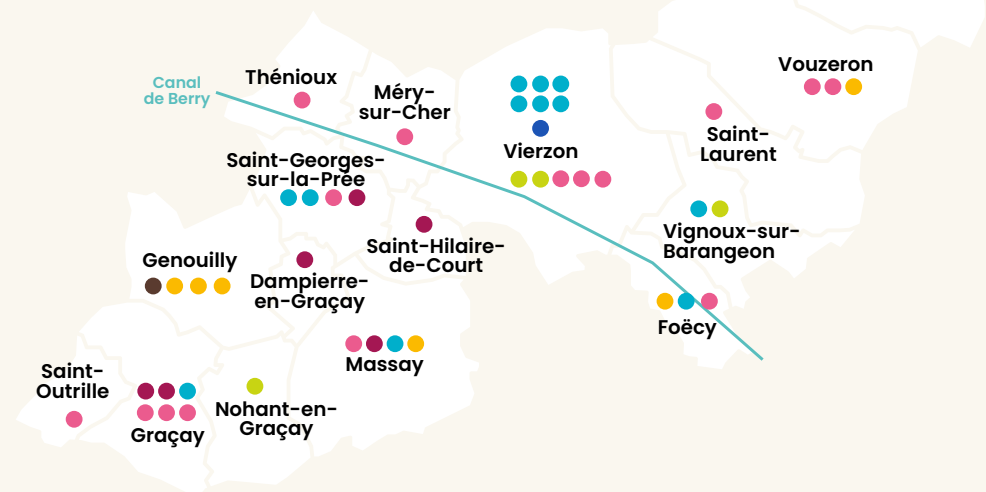 Vouzeron
Thénioux
Canal
de Berry
Méry-
sur-Cher
Saint-
Laurent
Vierzon
Saint-Georges-
sur-la-Prée
Vignoux-sur-
Barangeon
Saint-Hilaire-
de-Court
Genouilly
Dampierre-
en-Graçay
Foëcy
Massay
Saint-
Outrille
Nohant-en-
Graçay
Graçay